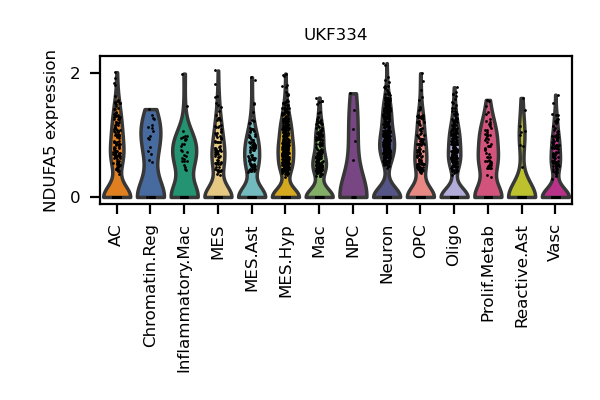 UKF334
NDUFA5 expression
2
0
AC
Chromatin.Reg
Inflammatory.Mac
MES
MES.Ast
MES.Hyp
Mac
NPC
Neuron
OPC
Oligo
Prolif.Metab
Reactive.Ast
Vasc